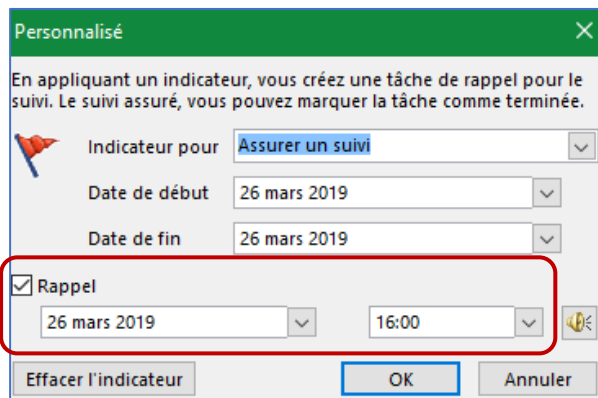 Personnalisé
En appliquant un indicateur, vous créez une tâche de rappel pour le
suivi. Le suivi assuré, vous pouvez marquer la tâche comme terminée.
Indicateur pour Assurer un suivi
Date de début 26 mars 2019
Date de fin 26 mars 2019
Rappel
26 mars 2019 16:00
Effacer l'indicateur OK Annuler